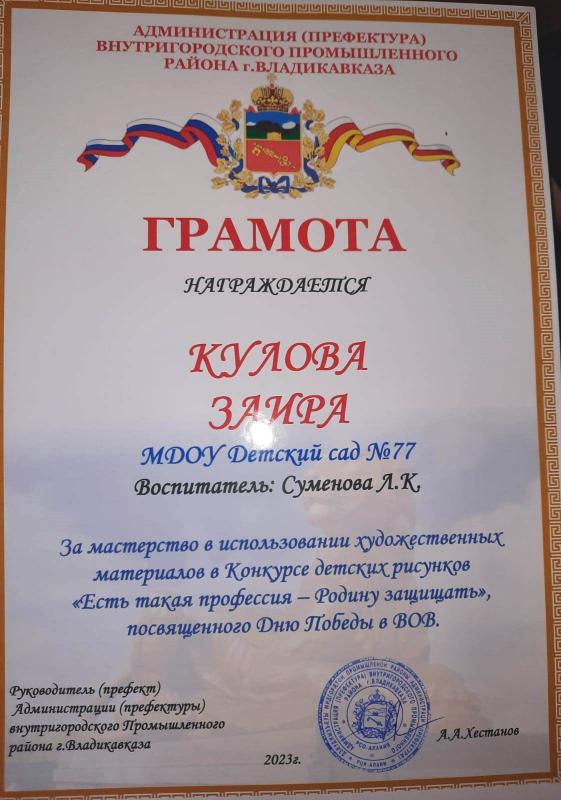 АДМИНИСТРАЦИЯ (ПРЕФЕКТУРА)
ВНУТРИГОРОДСКОГО ПРОМЫШЛЕННОГО
РАЙОНА г.ВЛАДИКАВКАЗА
ГРАМОТА
НАГРАЖДАЕТСЯ
КУЛОВА
ЗАИРА
МДОУ Детский сад №77
Воспитатель: Суменова Л.К.
За мастерство в использовании художественных
материалов в Конкурсе детских рисунков
«Есть такая профессия – Родину защищать»,
посвященного Дню Победы в ВОВ.
Руководитель (префект)
Администрации (префектуры)
внутригородского Промышленного
района г.Владикавказа
А.А.Хестанов
2023г.